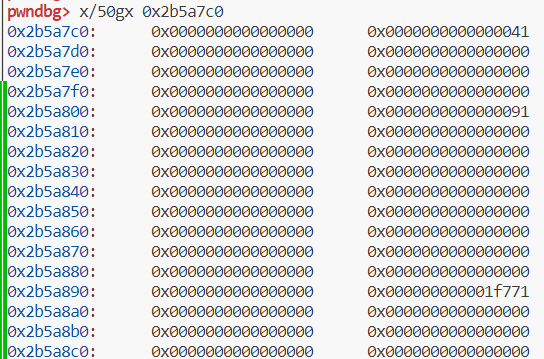 pwndbg> x/50gx 0x2b5a7c0
0x2b5a7c0: 0x0000000000000000 0x0000000000000041
0x2b5a7d0: 0x0000000000000000 0x0000000000000000
0x2b5a7e0: 0x0000000000000000 0x0000000000000000
0x2b5a7f0: 0x0000000000000000 0x0000000000000000
0x2b5a800: 0x0000000000000000 0x0000000000000091
0x2b5a810: 0x0000000000000000 0x0000000000000000
0x2b5a820: 0x0000000000000000 0x0000000000000000
0x2b5a830: 0x0000000000000000 0x0000000000000000
0x2b5a840: 0x0000000000000000 0x0000000000000000
0x2b5a850: 0x0000000000000000 0x0000000000000000
0x2b5a860: 0x0000000000000000 0x0000000000000000
0x2b5a870: 0x0000000000000000 0x0000000000000000
0x2b5a880: 0x0000000000000000 0x0000000000000000
0x2b5a890: 0x0000000000000000 0x000000000001f771
0x2b5a8a0: 0x0000000000000000 0x0000000000000000
0x2b5a8b0: 0x0000000000000000 0x0000000000000000
0x2b5a8c0: 0x0000000000000000 0x0000000000000000